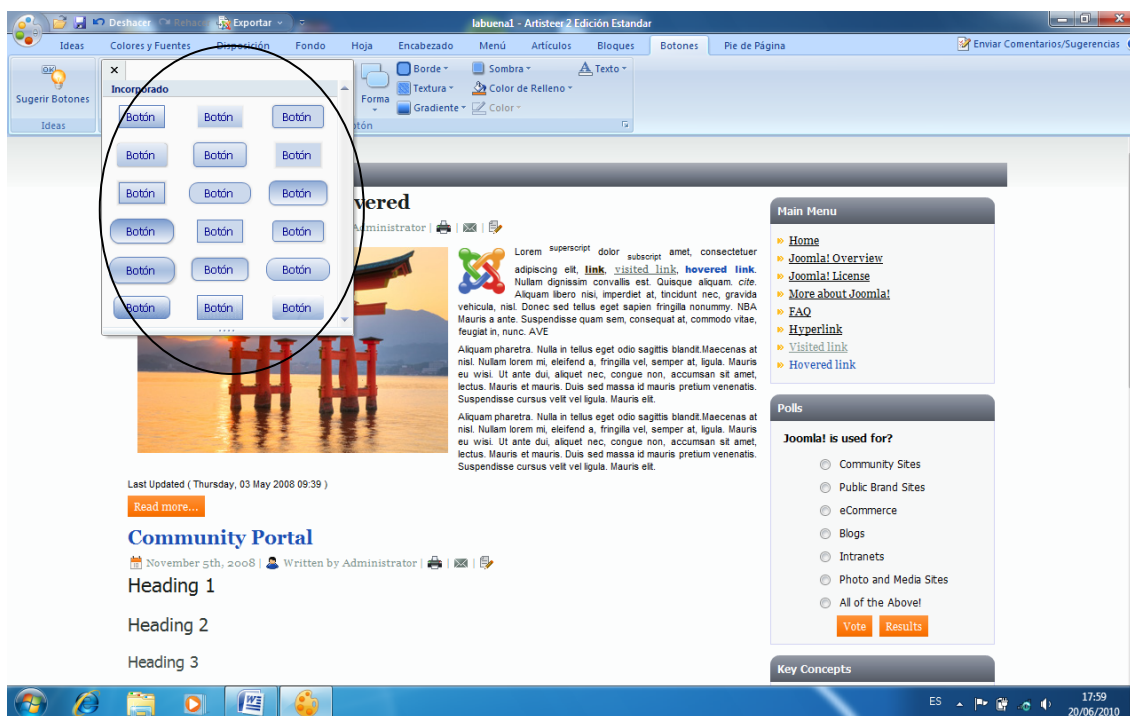 Deshacer Rehacer Exportar
labuena1 - Artisteer 2 Edición Estandar
Ideas Colores y Fuentes Disposición Fondo Hoja Encabezado Menú Artículos Bloques Botones Pie de Página
Enviar Comentarios/Sugerencias
OK
Sugerir Botones
Ideas
Forma
Borde
Textura
Gradiente
Sombra
Color de Relleno
Color
Texto
Incorporado
Botón Botón Botón
Botón Botón Botón
Botón Botón Botón
Botón Botón Botón
Botón Botón Botón
Botón Botón Botón
tón
vered
dministrator | | |
Lorem superscript dolor subscript amet, consectetuer
adipiscing elit, link, visited link, hovered link.
Nullam dignissim convallis est. Quisque aliquam. cite.
Aliquam libero nisi, imperdiet at, tincidunt nec, gravida
vehicula, nisl. Donec sed tellus eget sapien fringilla nonummy. NBA
Mauris a ante. Suspendisse quam sem, consequat at, commodo vitae,
feugiat in, nunc. AVE
Aliquam pharetra. Nulla in tellus eget odio sagittis blandit.Maecenas at
nisl. Nullam lorem mi, eleifend a, fringilla vel, semper at, ligula. Mauris
eu wisi. Ut ante dui, aliquet nec, congue non, accumsan sit amet,
lectus. Mauris et mauris. Duis sed massa id mauris pretium venenatis.
Suspendisse cursus velit vel ligula. Mauris elit.
Aliquam pharetra. Nulla in tellus eget odio sagittis blandit.Maecenas at
nisl. Nullam lorem mi, eleifend a, fringilla vel, semper at, ligula. Mauris
eu wisi. Ut ante dui, aliquet nec, congue non, accumsan sit amet,
lectus. Mauris et mauris. Duis sed massa id mauris pretium venenatis.
Suspendisse cursus velit vel ligula. Mauris elit.
Last Updated ( Thursday, 03 May 2008 09:39 )
Read more...
Community Portal
November 5th, 2008 | Written by Administrator | | |
Heading 1
Heading 2
Heading 3
Main Menu
Home
Joomla! Overview
Joomla! License
More about Joomla!
FAQ
Hyperlink
Visited link
Hovered link
Polls
Joomla! is used for?
Community Sites
Public Brand Sites
eCommerce
Blogs
Intranets
Photo and Media Sites
All of the Above!
Vote Results
Key Concepts
ES
17:59
20/06/2010